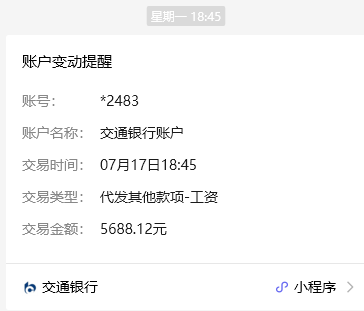 星期一 18:45
账户变动提醒
账号： *2483
账户名称： 交通银行账户
交易时间： 07月17日18:45
交易类型： 代发其他款项-工资
交易金额： 5688.12元
交通银行 小程序